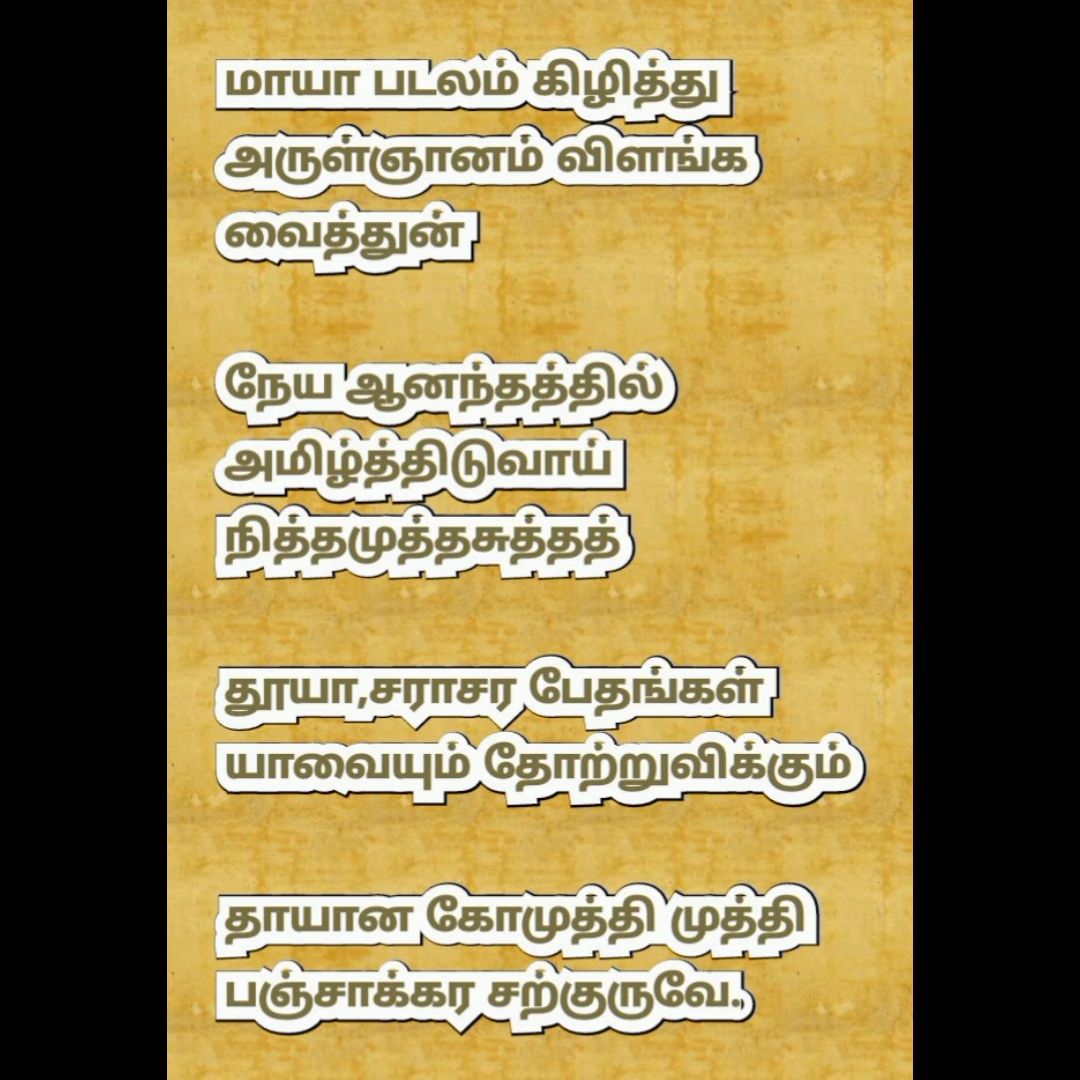 மாயா படலம் கிழித்து
அருள்ஞானம் விளங்க
வைத்துன்
நேய ஆனந்தத்தில்
அமிழ்த்திடுவாய்
நித்தமுத்தசுத்தத்
தூயா,சராசர பேதங்கள்
யாவையும் தோற்றுவிக்கும்
தாயான கோமுத்தி முத்தி
பஞ்சாக்கர சற்குருவே.